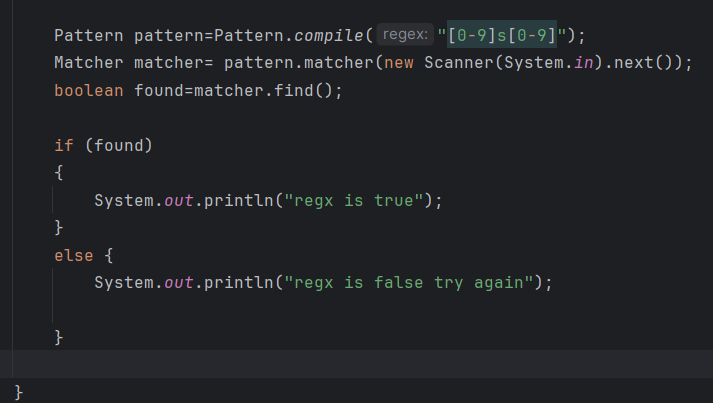 Pattern pattern=Pattern.compile( regex: "[0-9]s[0-9]");
Matcher matcher= pattern.matcher(new Scanner(System.in).next());
boolean found=matcher.find();
if (found)
{
System.out.println("regx is true");
}
else {
System.out.println("regx is false try again");
}
}